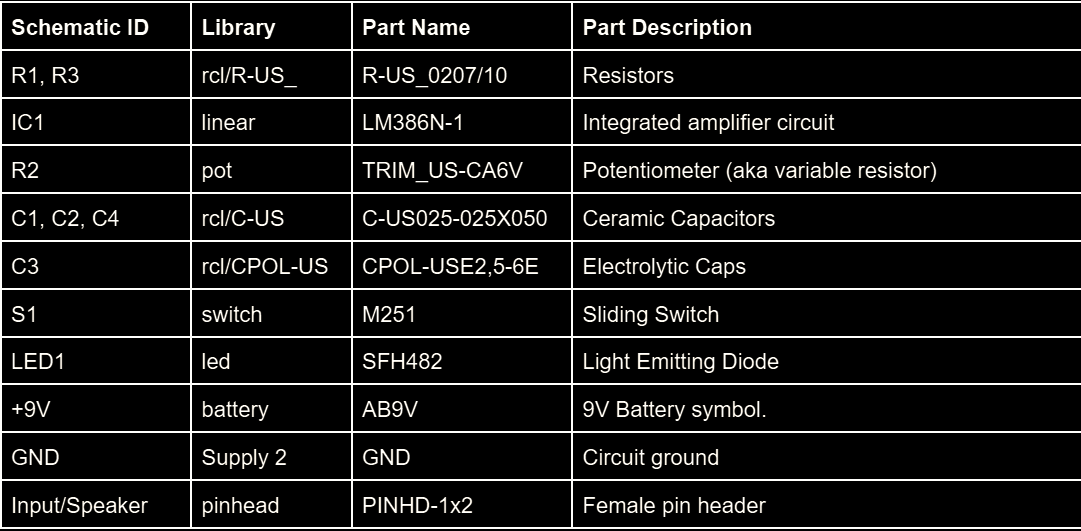 Schematic ID Library Part Name Part Description
R1, R3 rcl/R-US_ R-US_0207/10 Resistors
IC1 linear LM386N-1 Integrated amplifier circuit
R2 pot TRIM_US-CA6V Potentiometer (aka variable resistor)
C1, C2, C4 rcl/C-US C-US025-025X050 Ceramic Capacitors
C3 rcl/CPOL-US CPOL-USE2,5-6E Electrolytic Caps
S1 switch M251 Sliding Switch
LED1 led SFH482 Light Emitting Diode
+9V battery AB9V 9V Battery symbol.
GND Supply 2 GND Circuit ground
Input/Speaker pinhead PINHD-1x2 Female pin header